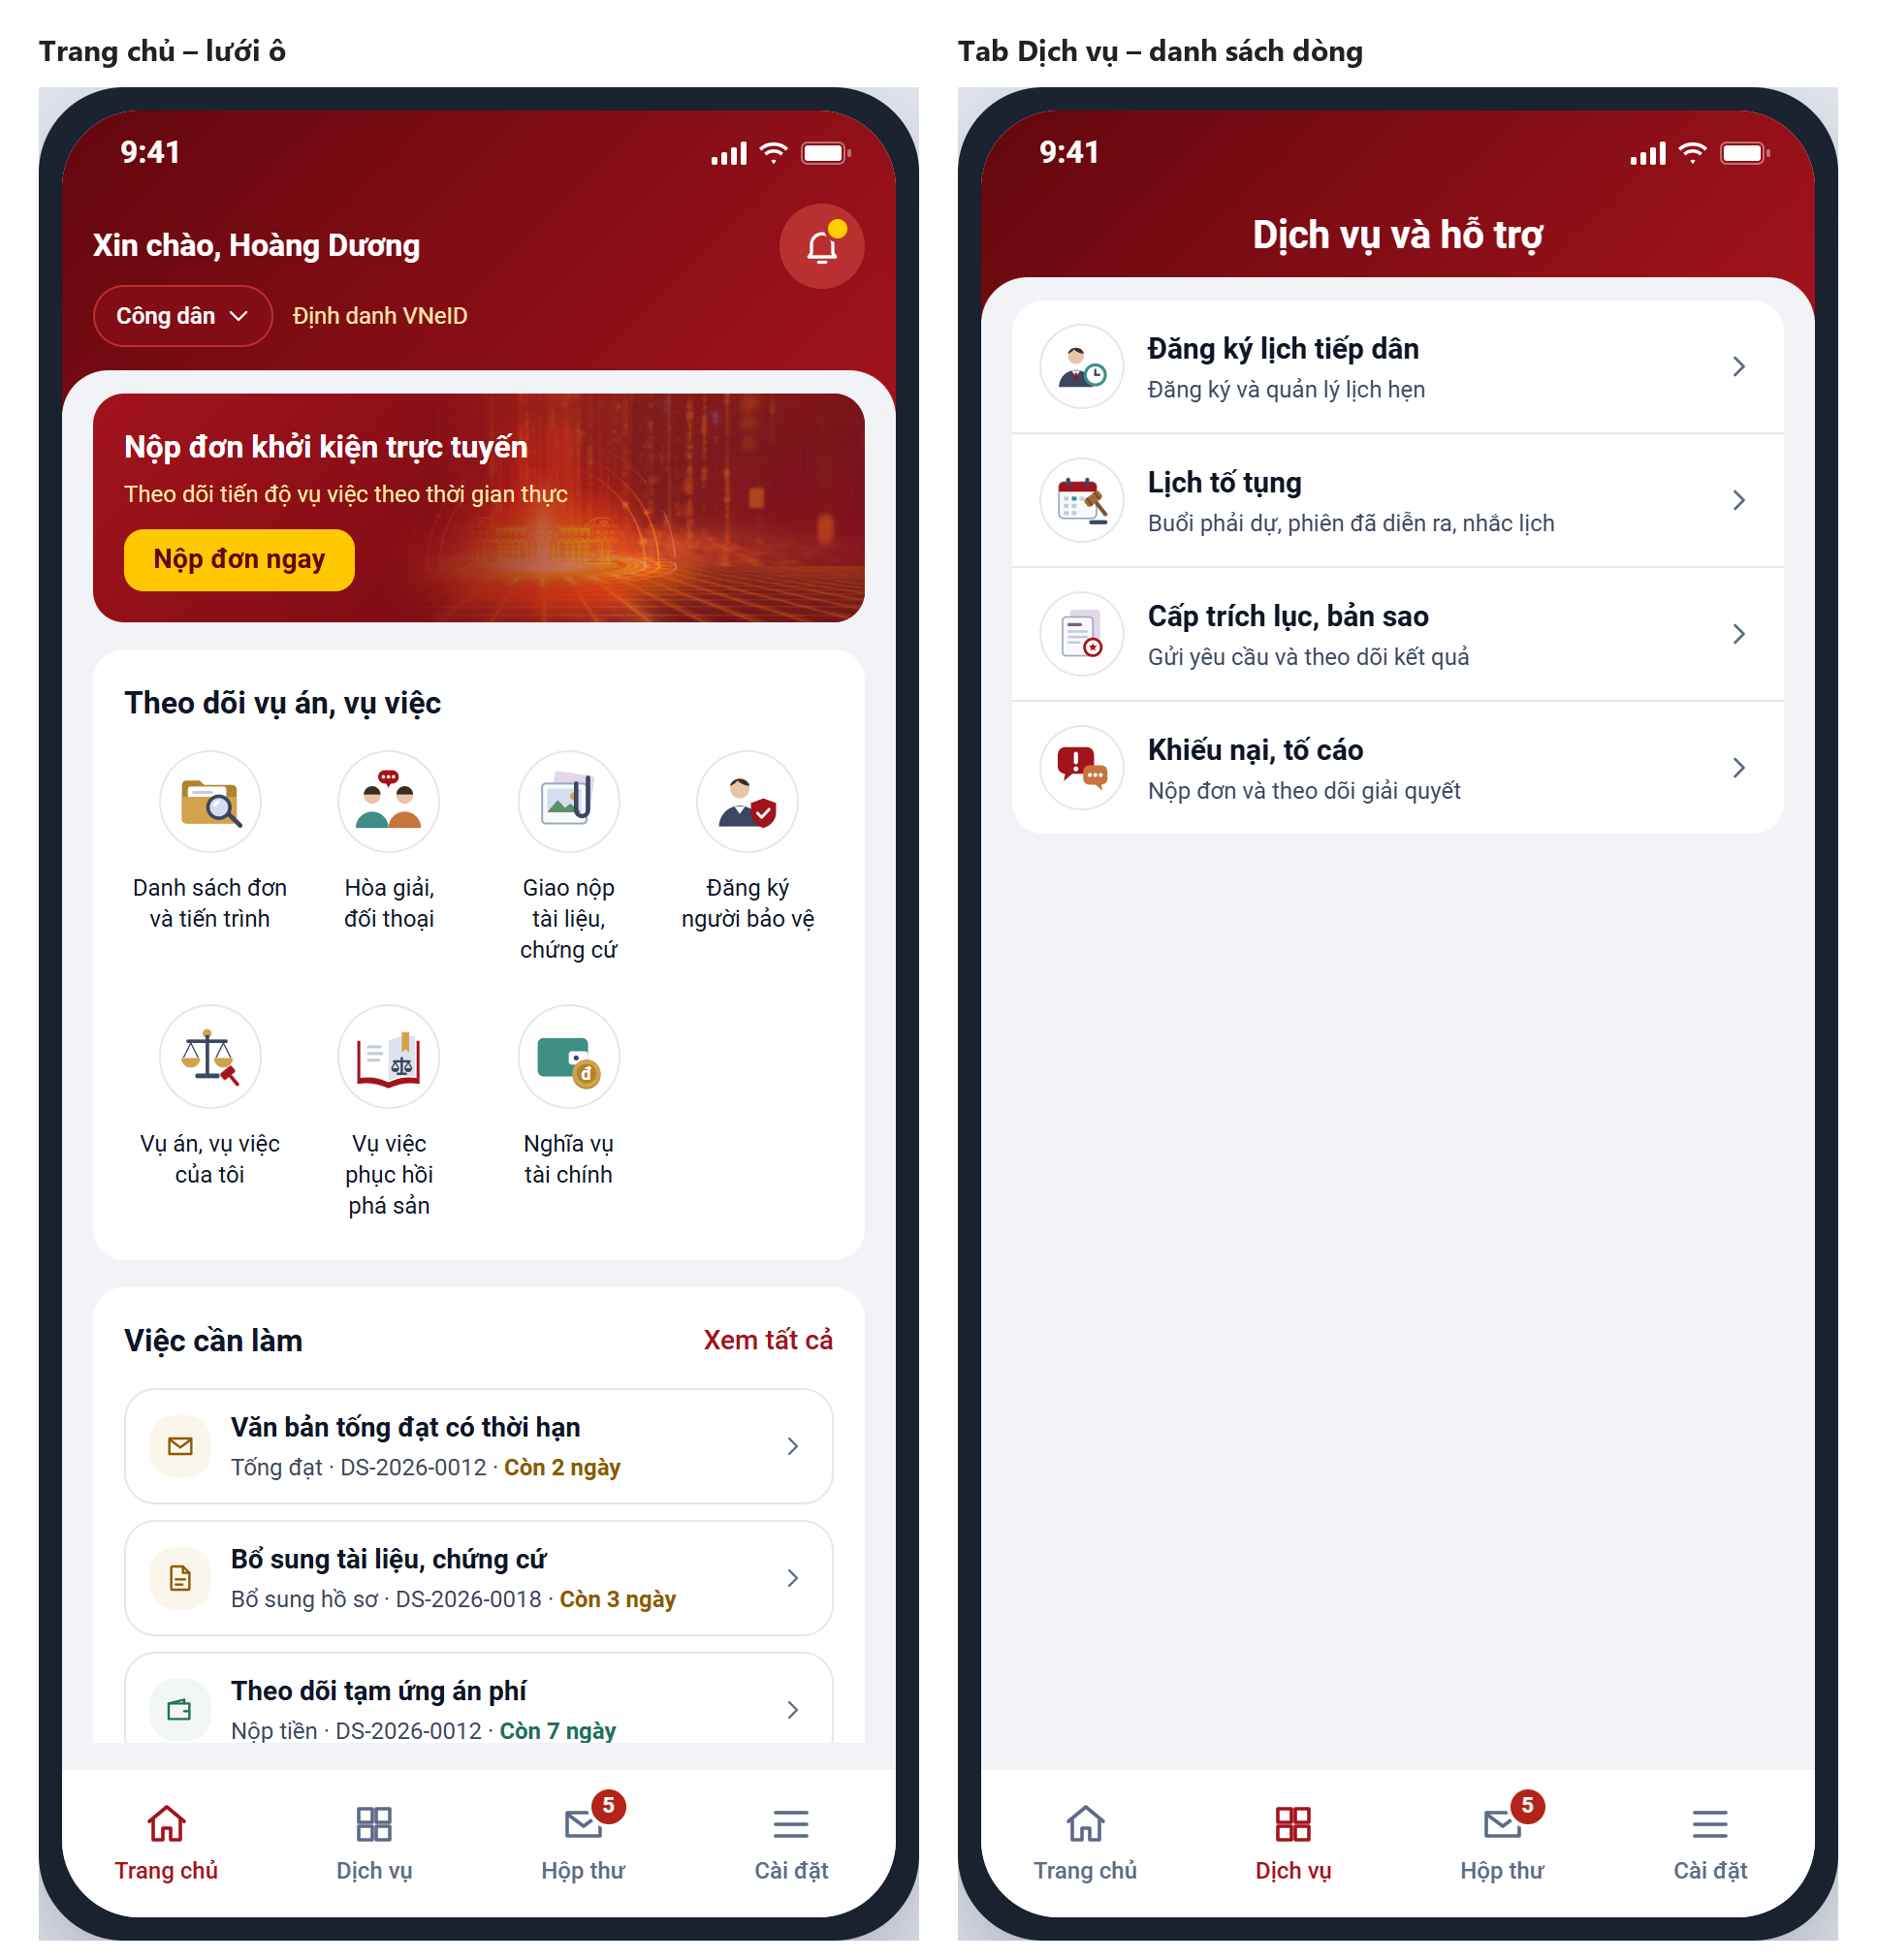 Trang chủ – lưới ô
9:41
Xin chào, Hoàng Dương
Công dân
Định danh VNeID
Nộp đơn khởi kiện trực tuyến
Theo dõi tiến độ vụ việc theo thời gian thực
Nộp đơn ngay
Theo dõi vụ án, vụ việc
Danh sách đơn
và tiến trình
Hòa giải,
đối thoại
Giao nộp
tài liệu,
chứng cứ
Đăng ký
người bảo vệ
Vụ án, vụ việc
của tôi
Vụ việc
phục hồi
phá sản
đ
Nghĩa vụ
tài chính
Việc cần làm
Xem tất cả
Văn bản tống đạt có thời hạn
Tống đạt · DS-2026-0012 · Còn 2 ngày
Bổ sung tài liệu, chứng cứ
Bổ sung hồ sơ · DS-2026-0018 · Còn 3 ngày
Theo dõi tạm ứng án phí
Nộp tiền · DS-2026-0012 · Còn 7 ngày
Trang chủ
Dịch vụ
5
Hộp thư
Cài đặt
Tab Dịch vụ – danh sách dòng
9:41
Dịch vụ và hỗ trợ
Đăng ký lịch tiếp dân
Đăng ký và quản lý lịch hẹn
Lịch tố tụng
Buổi phải dự, phiên đã diễn ra, nhắc lịch
Cấp trích lục, bản sao
Gửi yêu cầu và theo dõi kết quả
Khiếu nại, tố cáo
Nộp đơn và theo dõi giải quyết
Trang chủ
Dịch vụ
5
Hộp thư
Cài đặt